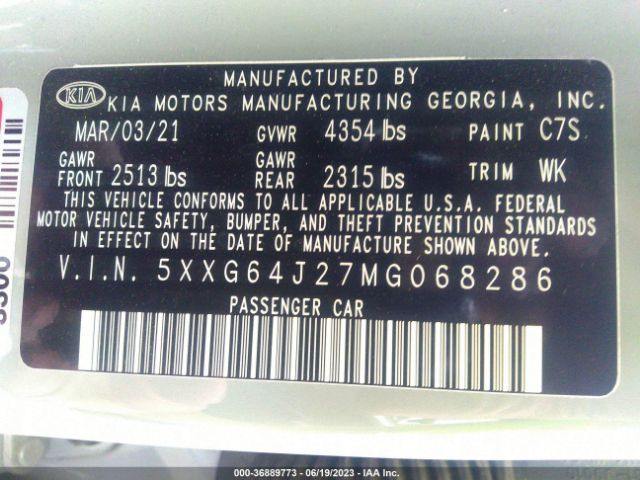 MANUFACTURED BY
KIA KIA MOTORS MANUFACTURING GEORGIA, INC.
MAR/03/21 GVWR 4354 lbs PAINT C7S
GAWR FRONT 2513 lbs GAWR REAR 2315 lbs TRIM WK
THIS VEHICLE CONFORMS TO ALL APPLICABLE U.S.A. FEDERAL
MOTOR VEHICLE SAFETY, BUMPER, AND THEFT PREVENTION STANDARDS
IN EFFECT ON THE DATE OF MANUFACTURE SHOWN ABOVE.
V.I.N. 5XXG64J27MG068286
PASSENGER CAR
000-36889773 - 06/19/2023 - IAA Inc.